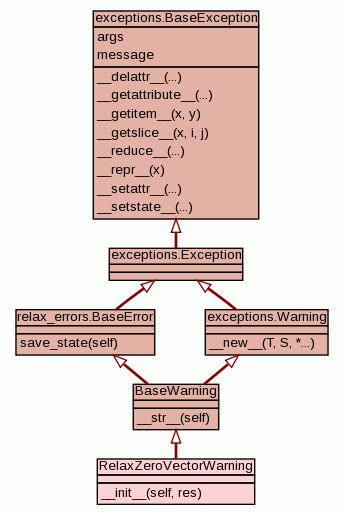 exceptions.BaseException
args
message
__delattr__(...)
__getattribute__(...)
__getitem__(x, y)
__getslice__(x, i, j)
__reduce__(...)
__repr__(x)
__setattr__(...)
__setstate__(...)
exceptions.Exception
relax_errors.BaseError
save_state(self)
exceptions.Warning
__new__(T, S, *...)
BaseWarning
__str__(self)
RelaxZeroVectorWarning
__init__(self, res)